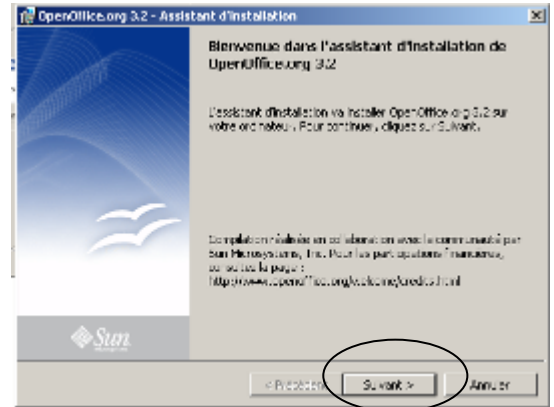 OpenOffice.org 3.2 - Assistant d'installation
Bienvenue dans l'assistant d'installation de
OpenOffice.org 3.2
L'assistant d'installation va installer OpenOffice.org 3.2 sur
votre ordinateur. Pour continuer, cliquez sur Suivant.
Compilation réalisée en collaboration avec la communauté par
Sun Microsystems, Inc. Pour les participations financières,
consultez la page :
http://www.openoffice.org/welcome/credits.html
Sun
< Précédent
Suivant >
Annuler